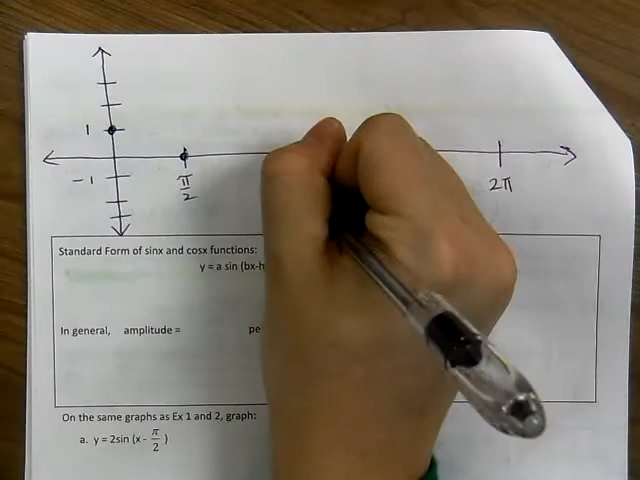 1
-1
π/2
2π
Standard Form of sinx and cosx functions:
y = a sin (bx-h
In general, amplitude = pe
On the same graphs as Ex 1 and 2, graph:
a. y = 2sin (x - π/2 )